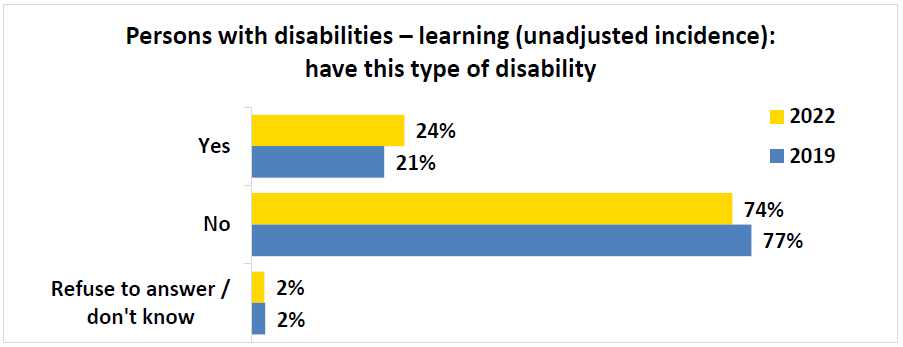 Persons with disabilities – learning (unadjusted incidence):
have this type of disability
2022
2019
Yes
24%
21%
No
74%
77%
Refuse to answer /
don't know
2%
2%